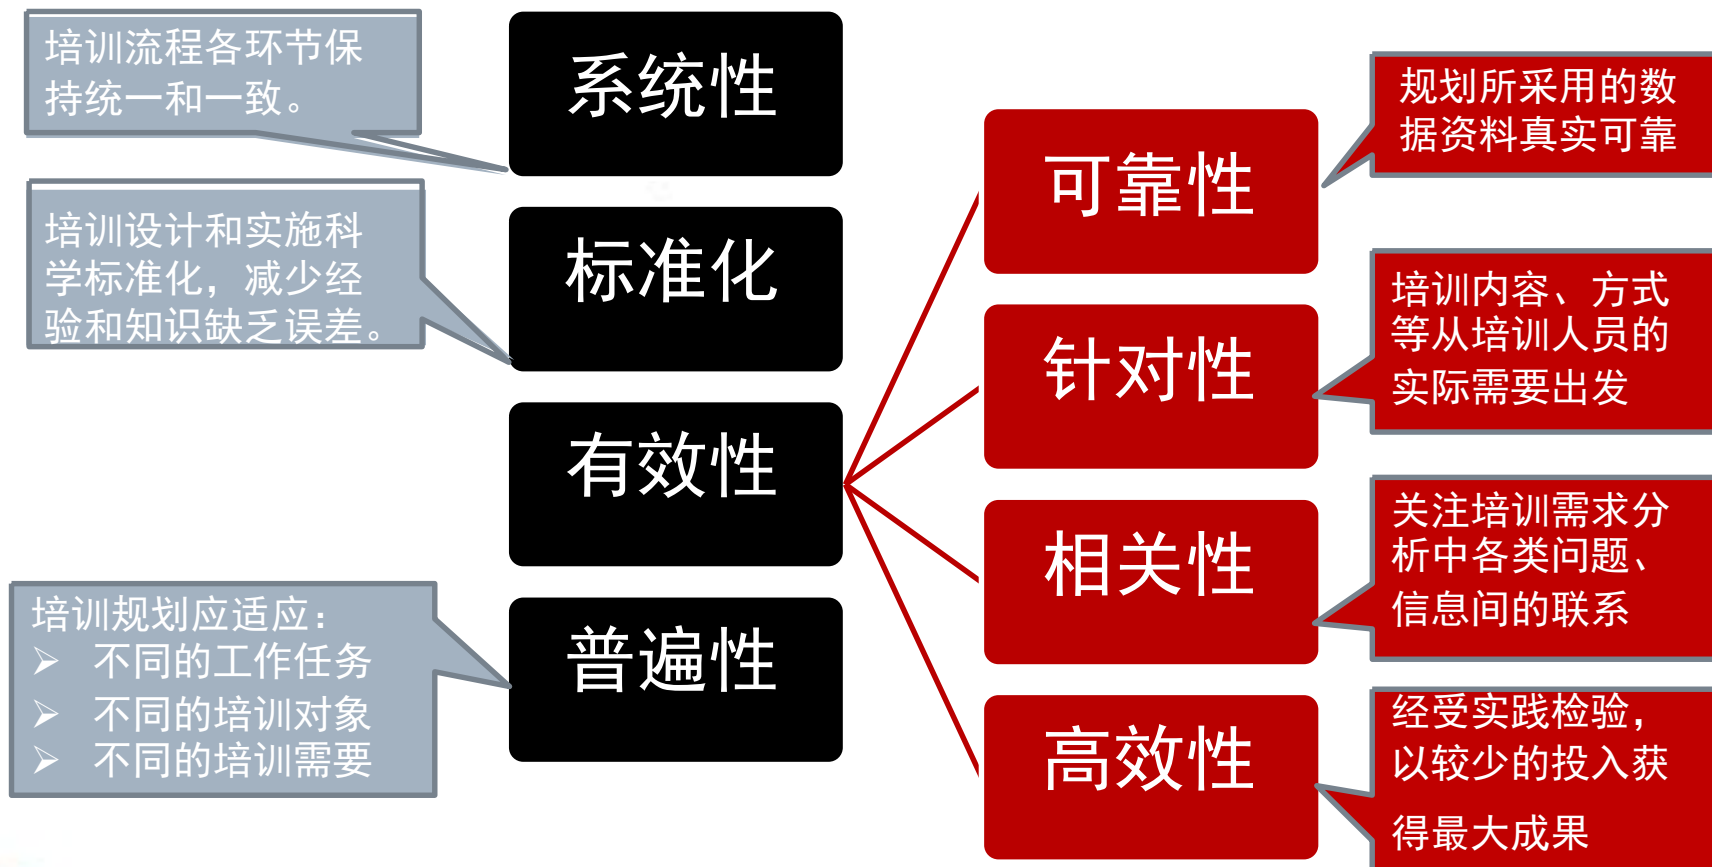 培训流程各环节保
持统一和一致。
系统性
培训设计和实施科
学标准化，减少经
验和知识缺乏误差。
标准化
有效性
培训规划应适应：
➢ 不同的工作任务
➢ 不同的培训对象
➢ 不同的培训需要
普遍性
可靠性
规划所采用的数
据资料真实可靠
针对性
培训内容、方式
等从培训人员的
实际需要出发
相关性
关注培训需求分
析中各类问题、
信息间的联系
高效性
经受实践检验，
以较少的投入获
得最大成果